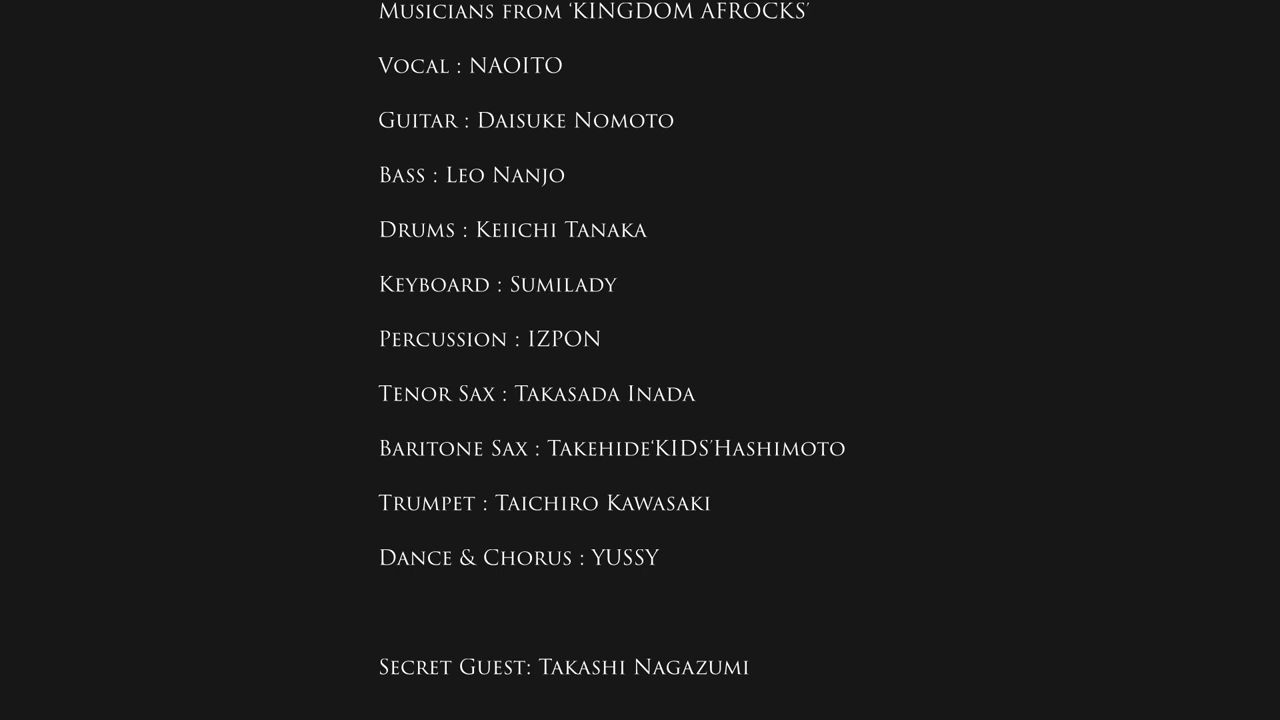 Musicians from ‘KINGDOM AFROCKS’
Vocal : NAOITO
Guitar : Daisuke Nomoto
Bass : Leo Nanjo
Drums : Keiichi Tanaka
Keyboard : Sumilady
Percussion : IZPON
Tenor Sax : Takasada Inada
Baritone Sax : Takehide‘KIDS’Hashimoto
Trumpet : Taichiro Kawasaki
Dance & Chorus : YUSSY
Secret Guest: Takashi Nagazumi